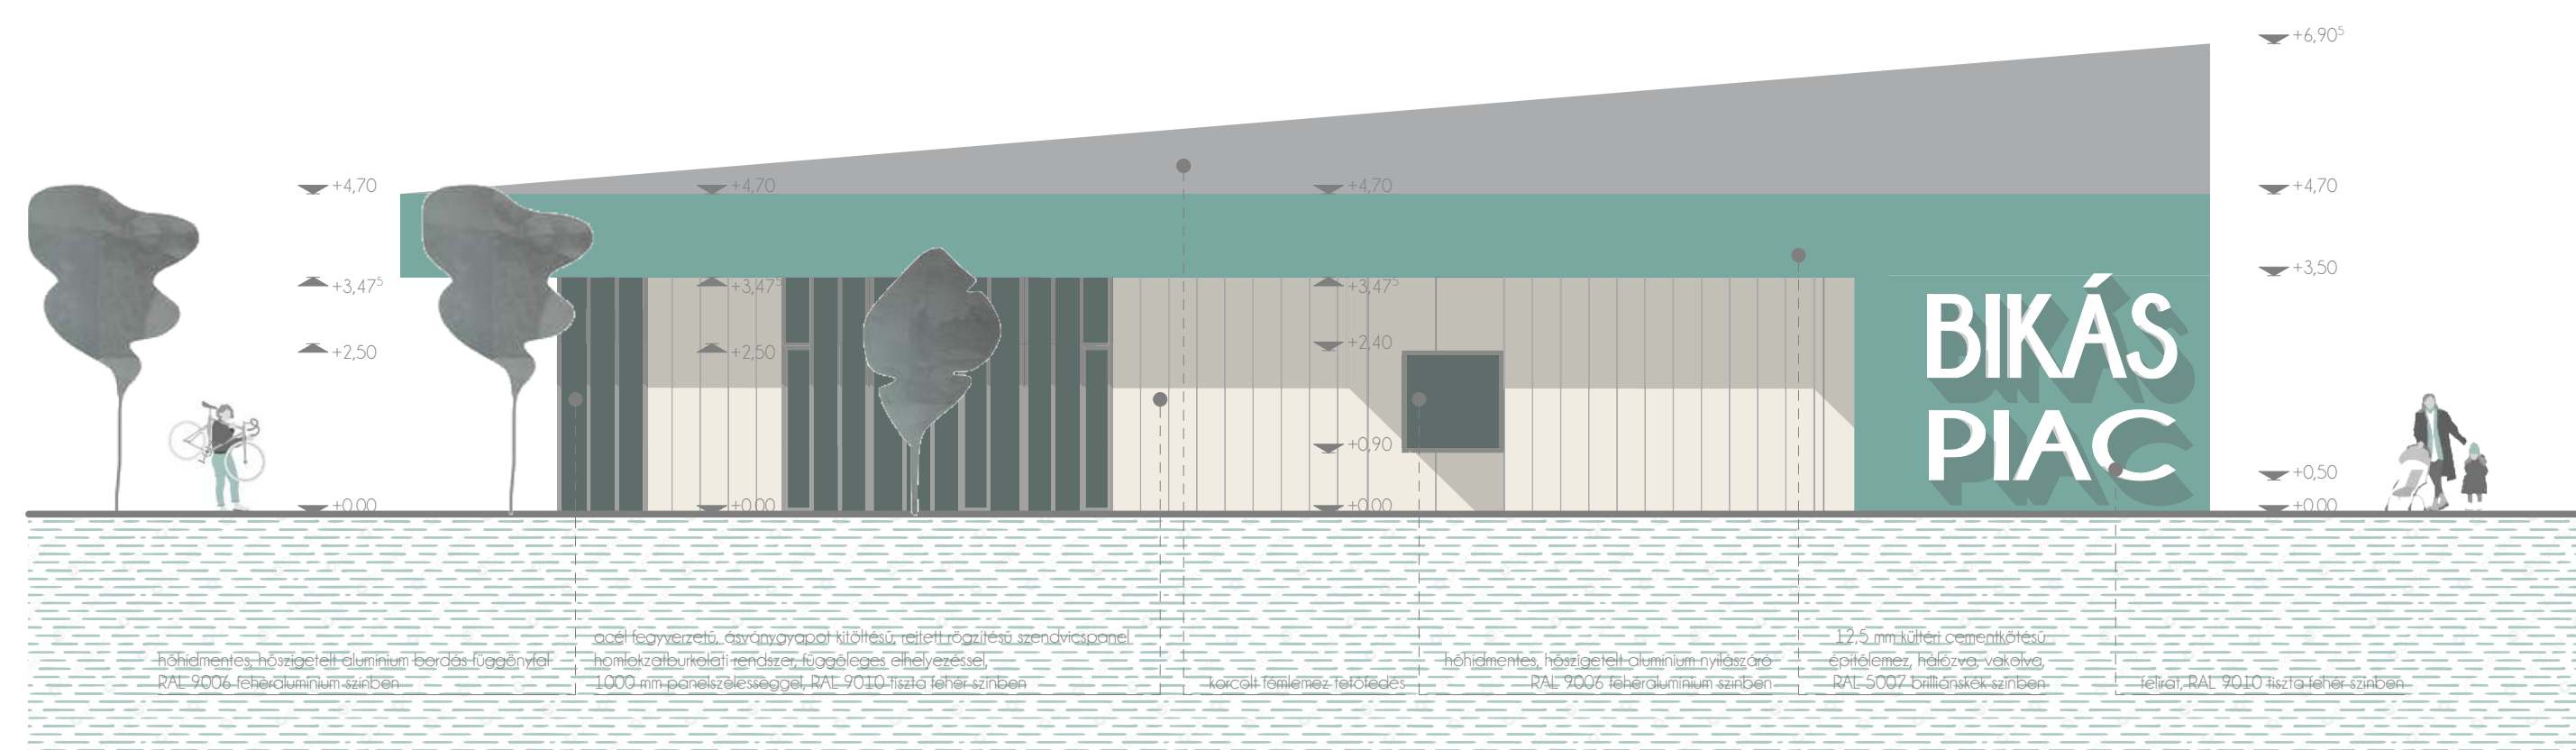 +6,90⁵
+4,70
+4,70
+4,70
+4,70
+3,50
+3,47⁵
+3,47⁵
+3,47⁵
+2,50
+2,50
+2,40
+0,90
+0,50
+0,00
+0,00
+0,00
+0,00
BIKÁS
PIAC
hőhídmentes, hőszigetelt alumínium bordás függönyfal
RAL 9006 fehéralumínium színben
acél fegyverzetű, ásványgyapot kitöltésű, rejtett rögzítésű szendvicspanel
homlokzatburkolati rendszer, függőleges elhelyezéssel,
1000 mm panelszélességgel, RAL 9010 tiszta fehér színben
korcolt fémlemez tetőfedés
hőhídmentes, hőszigetelt alumínium nyílászáró
RAL 9006 fehéralumínium színben
12,5 mm kültéri cementkötésű
építőlemez, hálózva, vakolva,
RAL 5007 brilliánskék színben
felirat, RAL 9010 tiszta fehér színben